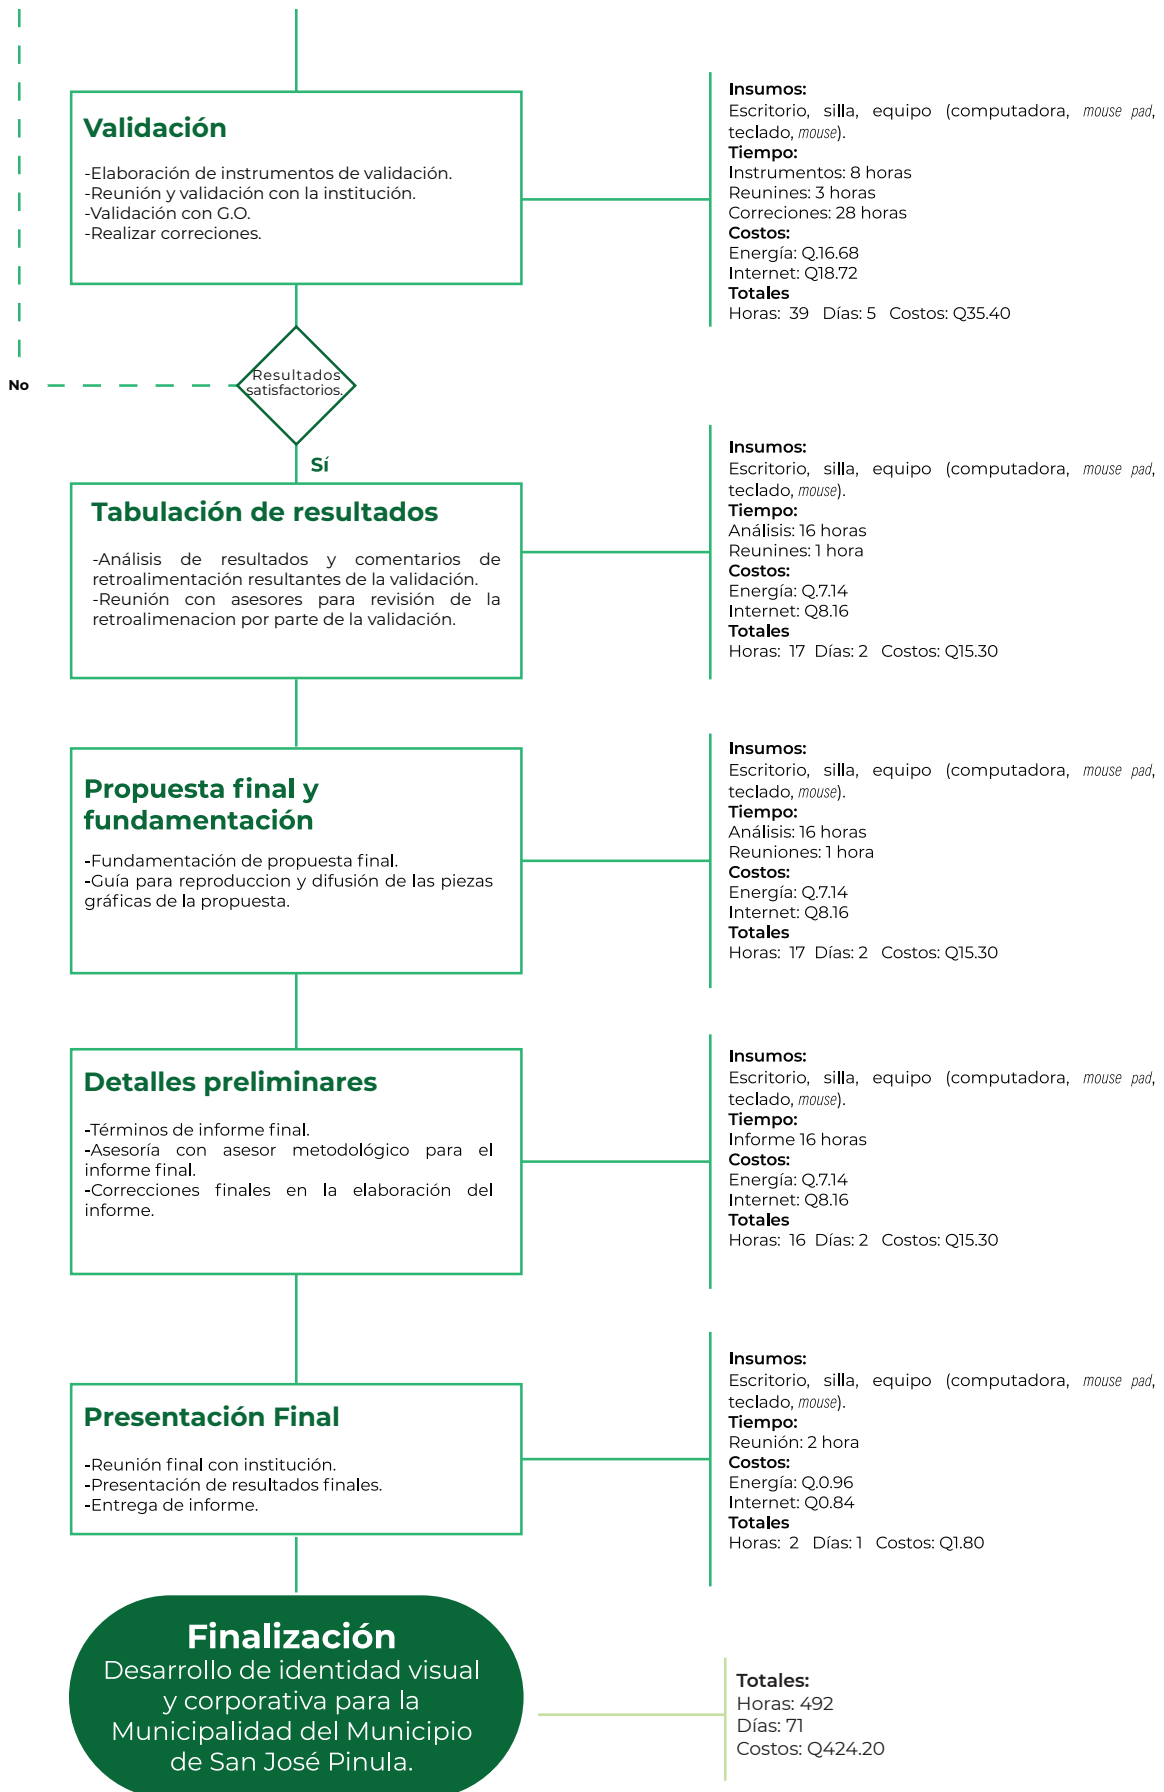 Validación
-Elaboración de instrumentos de validación.
-Reunión y validación con la institución.
-Validación con G.O.
-Realizar correciones.
Insumos:
Escritorio, silla, equipo (computadora, mouse pad,
teclado, mouse).
Tiempo:
Instrumentos: 8 horas
Reunines: 3 horas
Correciones: 28 horas
Costos:
Energía: Q.16.68
Internet: Q18.72
Totales
Horas: 39 Días: 5 Costos: Q35.40
No
Resultados
satisfactorios.
Sí
Tabulación de resultados
-Análisis de resultados y comentarios de
retroalimentación resultantes de la validación.
-Reunión con asesores para revisión de la
retroalimenacion por parte de la validación.
Insumos:
Escritorio, silla, equipo (computadora, mouse pad,
teclado, mouse).
Tiempo:
Análisis: 16 horas
Reunines: 1 hora
Costos:
Energía: Q.7.14
Internet: Q8.16
Totales
Horas: 17 Días: 2 Costos: Q15.30
Propuesta final y
fundamentación
-Fundamentación de propuesta final.
-Guía para reproduccion y difusión de las piezas
gráficas de la propuesta.
Insumos:
Escritorio, silla, equipo (computadora, mouse pad,
teclado, mouse).
Tiempo:
Análisis: 16 horas
Reuniones: 1 hora
Costos:
Energía: Q.7.14
Internet: Q8.16
Totales
Horas: 17 Días: 2 Costos: Q15.30
Detalles preliminares
-Términos de informe final.
-Asesoría con asesor metodológico para el
informe final.
-Correcciones finales en la elaboración del
informe.
Insumos:
Escritorio, silla, equipo (computadora, mouse pad,
teclado, mouse).
Tiempo:
Informe 16 horas
Costos:
Energía: Q.7.14
Internet: Q8.16
Totales
Horas: 16 Días: 2 Costos: Q15.30
Presentación Final
-Reunión final con institución.
-Presentación de resultados finales.
-Entrega de informe.
Insumos:
Escritorio, silla, equipo (computadora, mouse pad,
teclado, mouse).
Tiempo:
Reunión: 2 hora
Costos:
Energía: Q.0.96
Internet: Q0.84
Totales
Horas: 2 Días: 1 Costos: Q1.80
Finalización
Desarrollo de identidad visual
y corporativa para la
Municipalidad del Municipio
de San José Pinula.
Totales:
Horas: 492
Días: 71
Costos: Q424.20